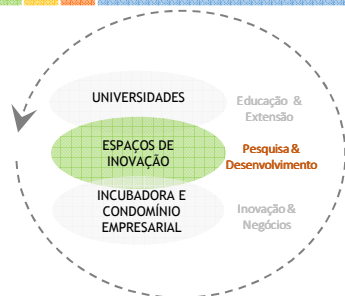 UNIVERSIDADES
Educação &
Extensão
ESPAÇOS DE
INOVAÇÃO
Pesquisa &
Desenvolvimento
INCUBADORA E
CONDOMÍNIO
EMPRESARIAL
Inovação &
Negócios